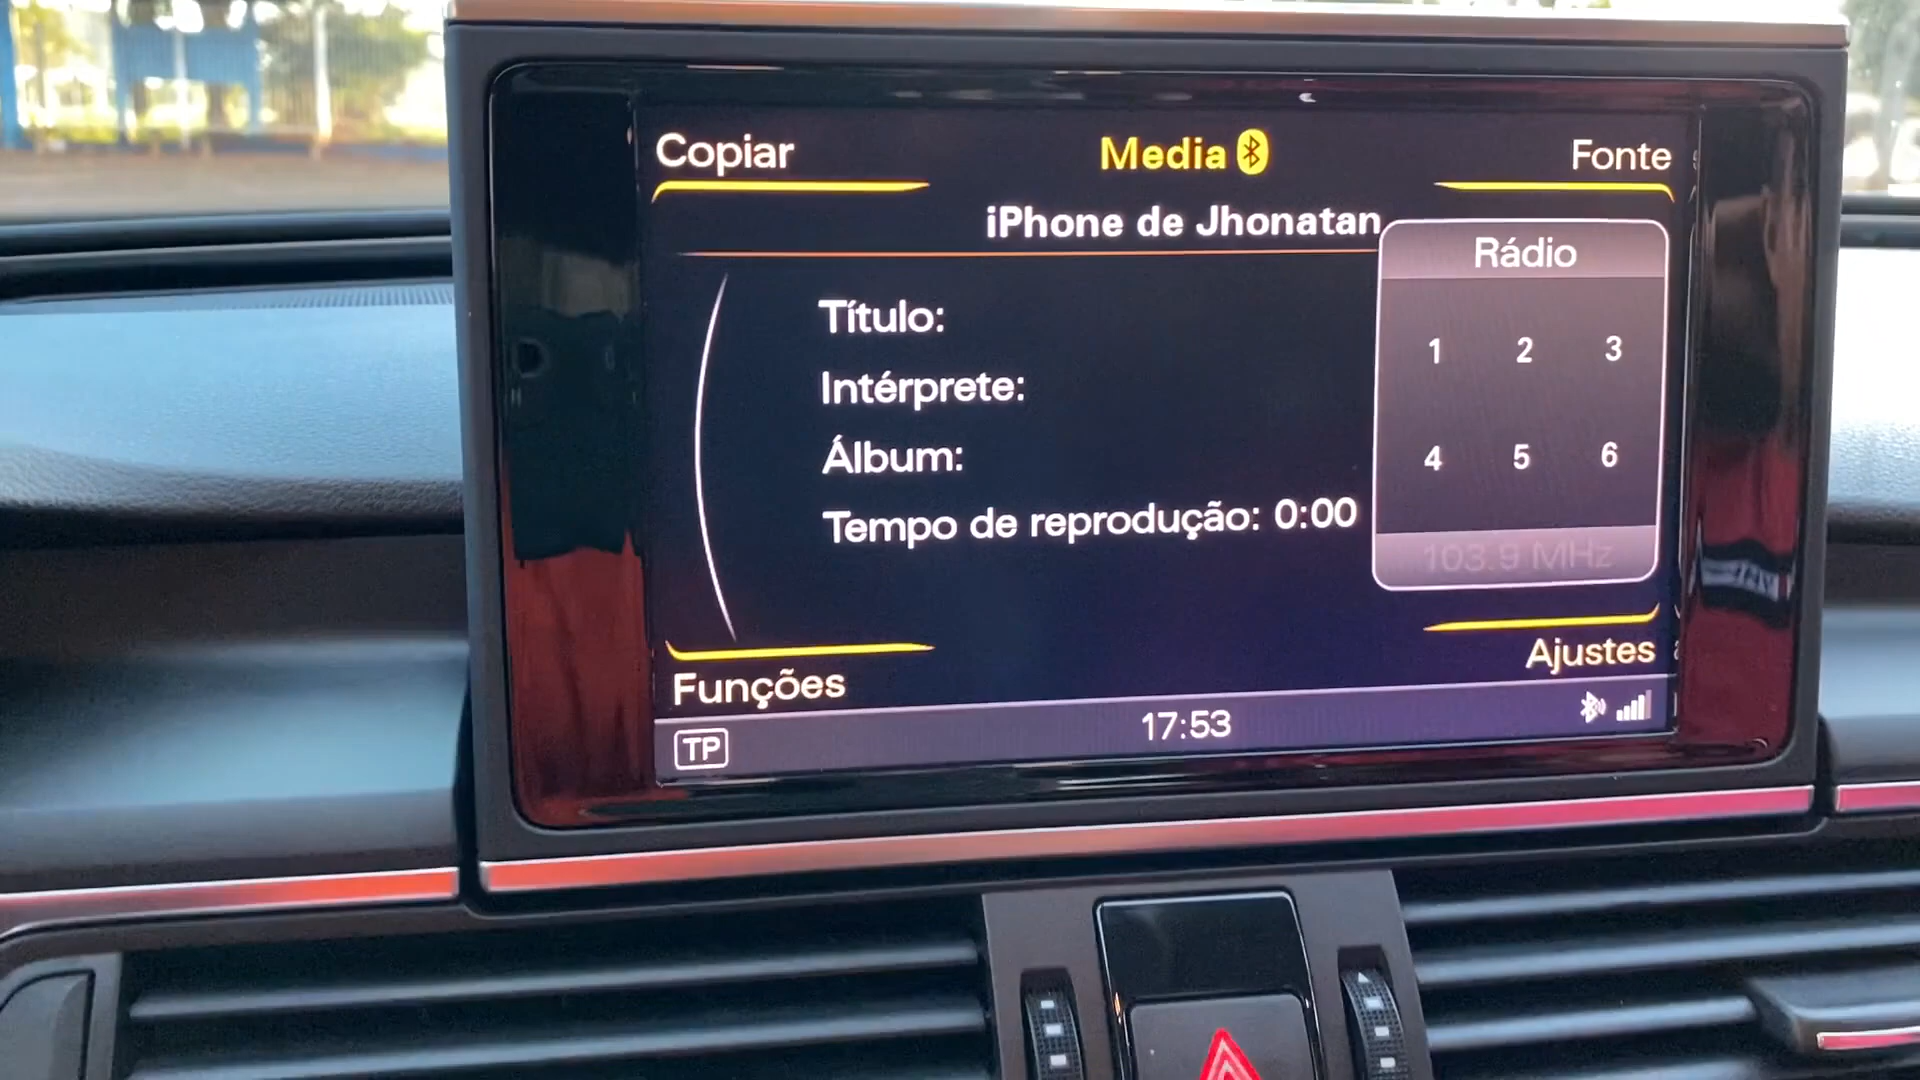 Copiar
Media
Fonte
iPhone de Jhonatan
Rádio
Título:
1 2 3
Intérprete:
Álbum:
4 5 6
Tempo de reprodução: 0:00
103.9 MHz
Ajustes
Funções
TP
17:53